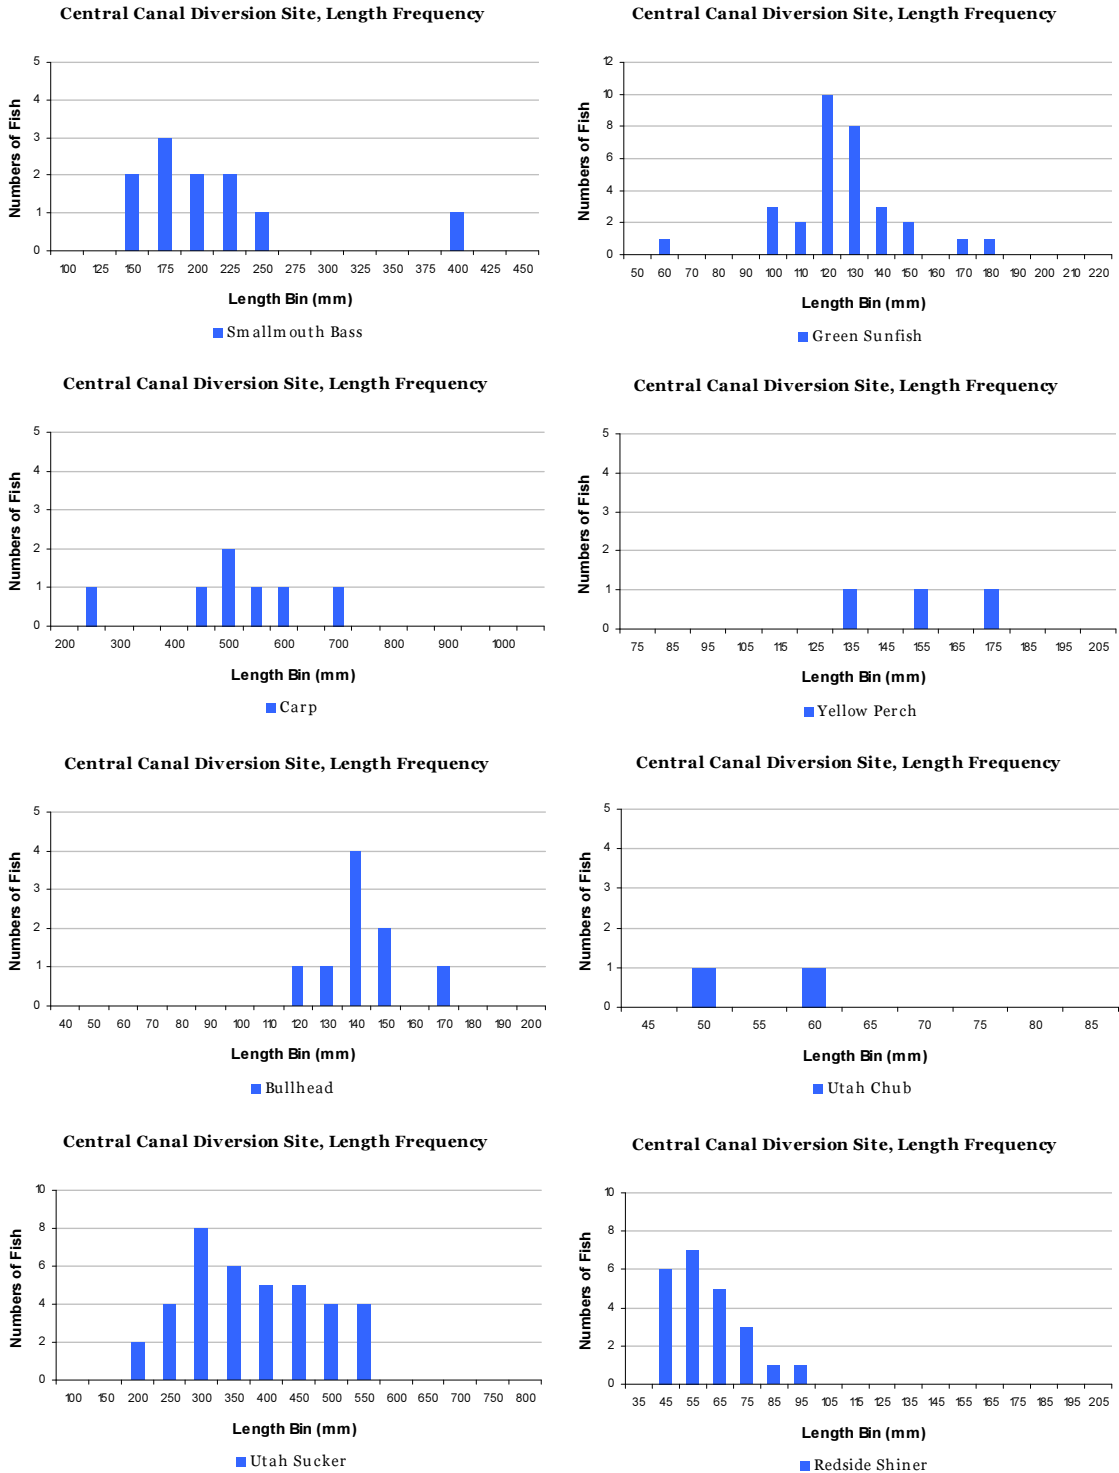 Central Canal Diversion Site, Length Frequency
Numbers of Fish
5
4
3
2
1
0
100 125 150 175 200 225 250 275 300 325 350 375 400 425 450
Length Bin (mm)
Smallmouth Bass
Central Canal Diversion Site, Length Frequency
Numbers of Fish
12
10
8
6
4
2
0
50 60 70 80 90 100 110 120 130 140 150 160 170 180 190 200 210 220
Length Bin (mm)
Green Sunfish
Central Canal Diversion Site, Length Frequency
Numbers of Fish
5
4
3
2
1
0
200 300 400 500 600 700 800 900 1000
Length Bin (mm)
Carp
Central Canal Diversion Site, Length Frequency
Numbers of Fish
5
4
3
2
1
0
75 85 95 105 115 125 135 145 155 165 175 185 195 205
Length Bin (mm)
Yellow Perch
Central Canal Diversion Site, Length Frequency
Numbers of Fish
5
4
3
2
1
0
40 50 60 70 80 90 100 110 120 130 140 150 160 170 180 190 200
Length Bin (mm)
Bullhead
Central Canal Diversion Site, Length Frequency
Numbers of Fish
5
4
3
2
1
0
45 50 55 60 65 70 75 80 85
Length Bin (mm)
Utah Chub
Central Canal Diversion Site, Length Frequency
Numbers of Fish
10
8
6
4
2
0
100 150 200 250 300 350 400 450 500 550 600 650 700 750 800
Length Bin (mm)
Utah Sucker
Central Canal Diversion Site, Length Frequency
Numbers of Fish
10
8
6
4
2
0
35 45 55 65 75 85 95 105 115 125 135 145 155 165 175 185 195 205
Length Bin (mm)
Redside Shiner